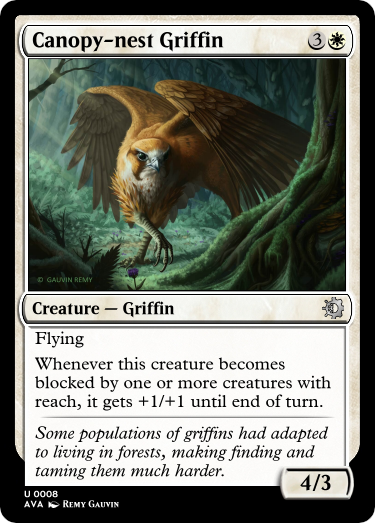 Canopy-nest Griffin 3
© GAUVIN REMY
Creature — Griffin
Flying
Whenever this creature becomes
blocked by one or more creatures with
reach, it gets +1/+1 until end of turn.
Some populations of griffins had adapted
to living in forests, making finding and
taming them much harder.
4/3
U 0008
AVA Remy Gauvin